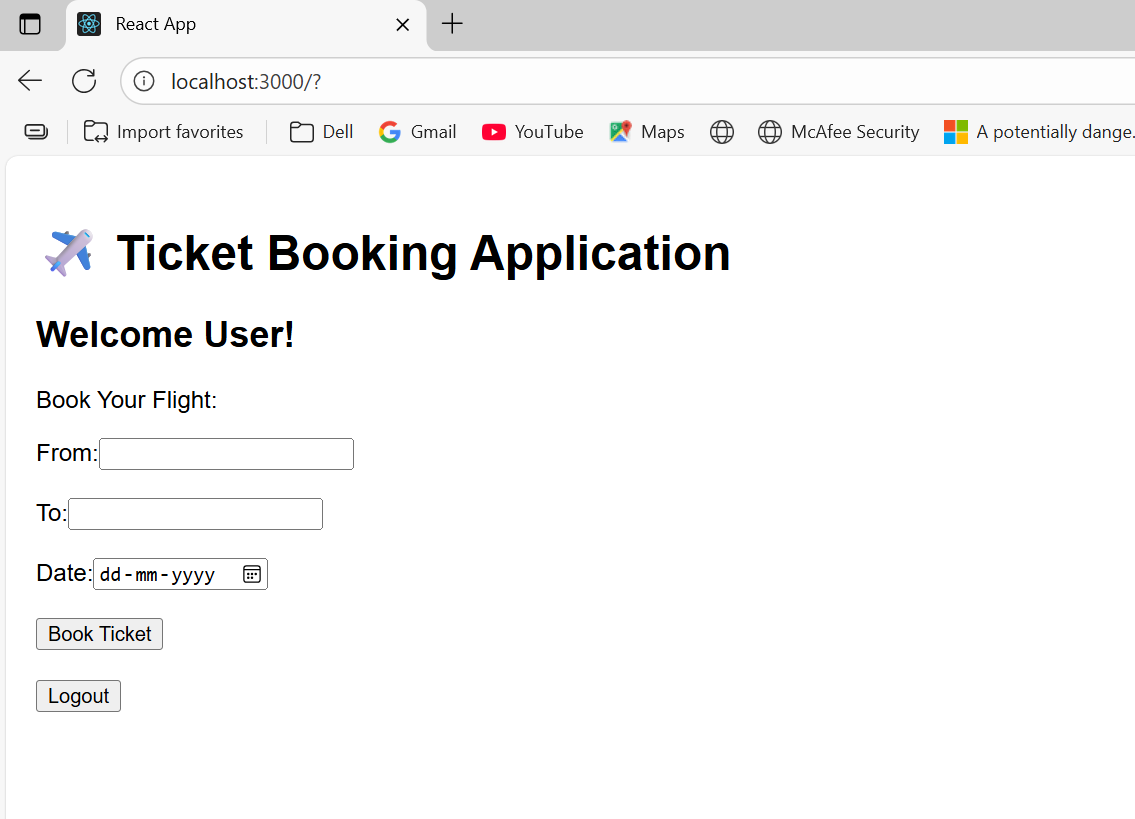 React App
localhost:3000/?
Import favorites Dell Gmail YouTube Maps McAfee Security A potentially dange.
Ticket Booking Application
Welcome User!
Book Your Flight:
From:
To:
Date: dd-mm-yyyy
Book Ticket
Logout